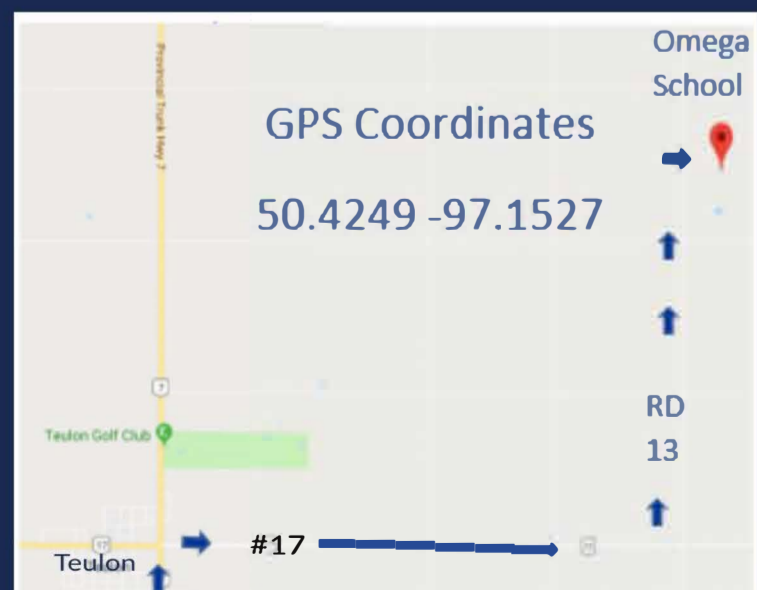 Omega
School
Provincial Trunk Hwy 7
GPS Coordinates
50.4249 -97.1527
7
Teulon Golf Club
RD
13
17
#17
Teulon